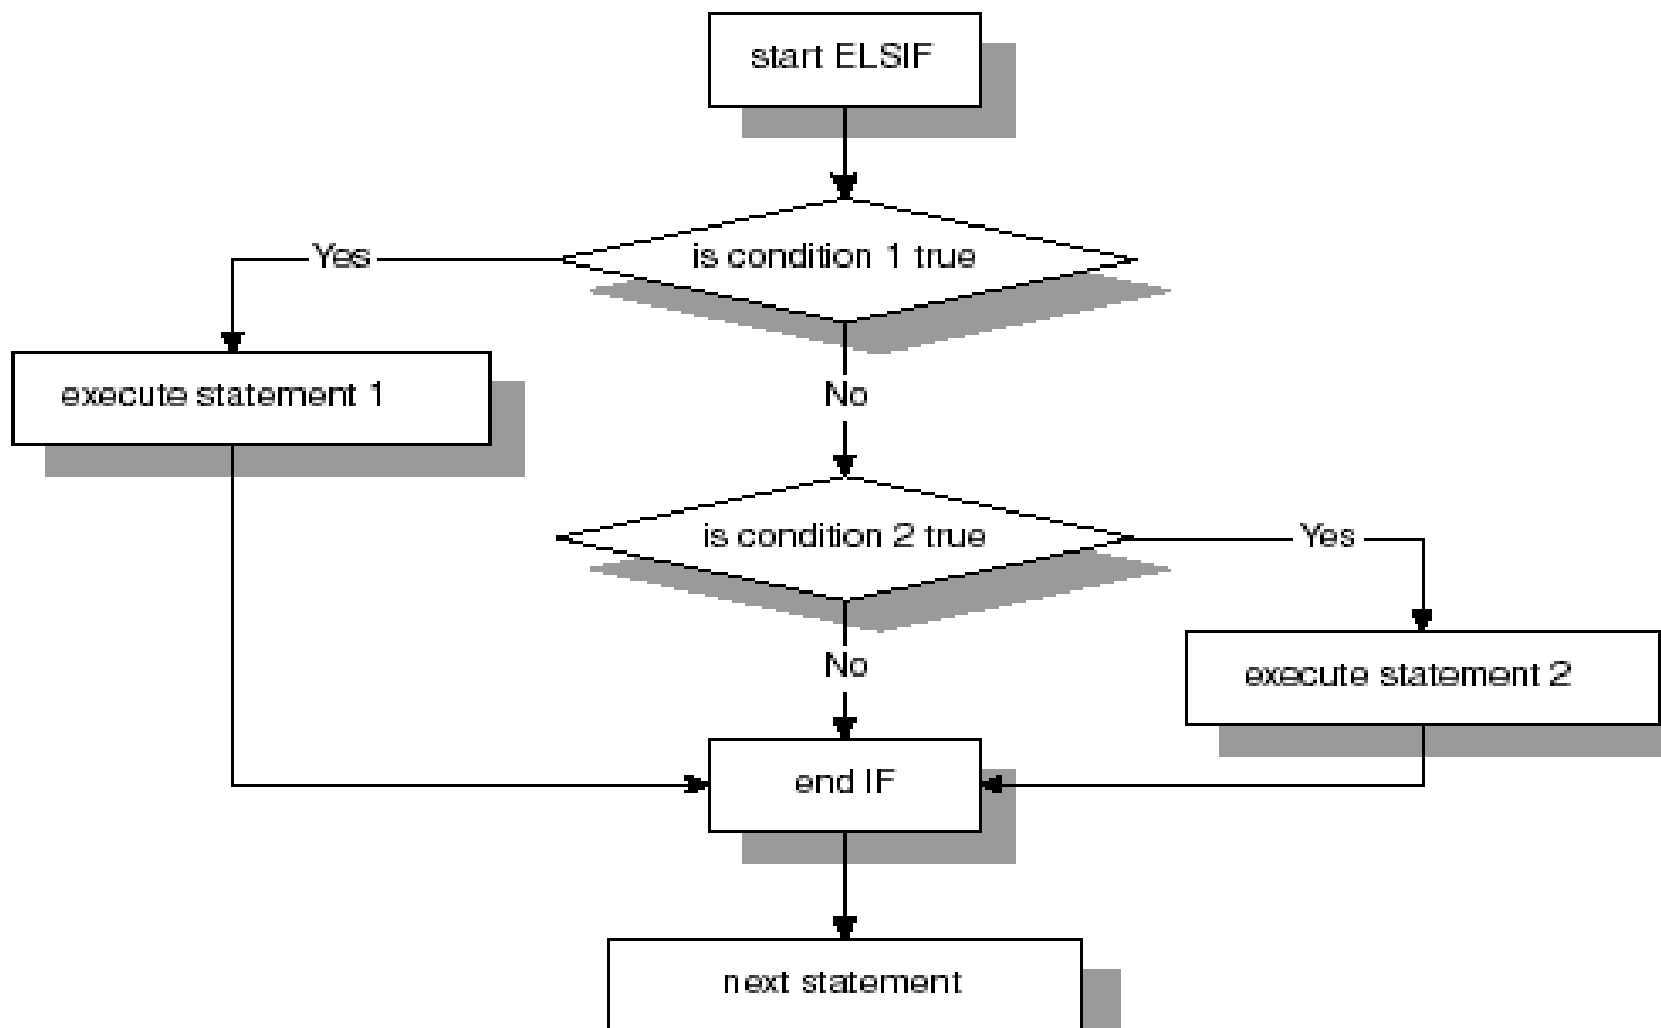 start ELSIF
Yes
is condition 1 true
execute statement 1
No
is condition 2 true
Yes
No
execute statement 2
end IF
next statement